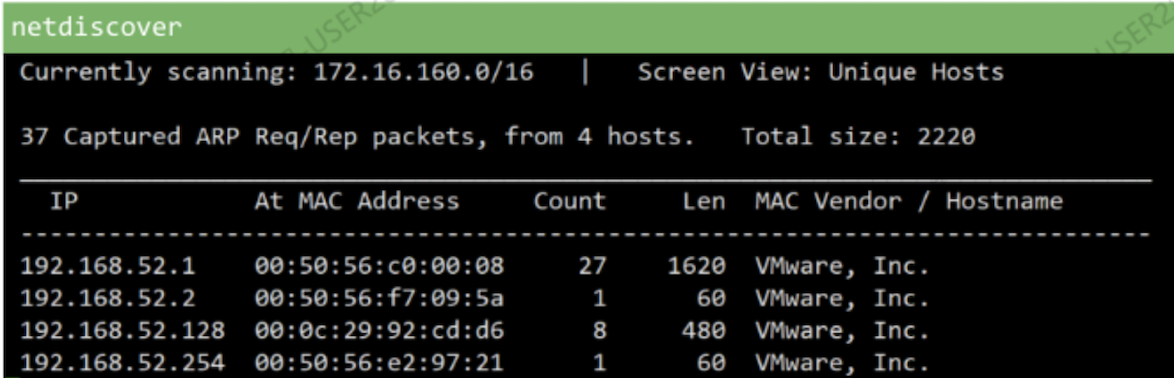 netdiscover
Currently scanning: 172.16.160.0/16 | Screen View: Unique Hosts
37 Captured ARP Req/Rep packets, from 4 hosts. Total size: 2220
IP At MAC Address Count Len MAC Vendor / Hostname
192.168.52.1 00:50:56:c0:00:08 27 1620 VMware, Inc.
192.168.52.2 00:50:56:f7:09:5a 1 60 VMware, Inc.
192.168.52.128 00:0c:29:92:cd:d6 8 480 VMware, Inc.
192.168.52.254 00:50:56:e2:97:21 1 60 VMware, Inc.